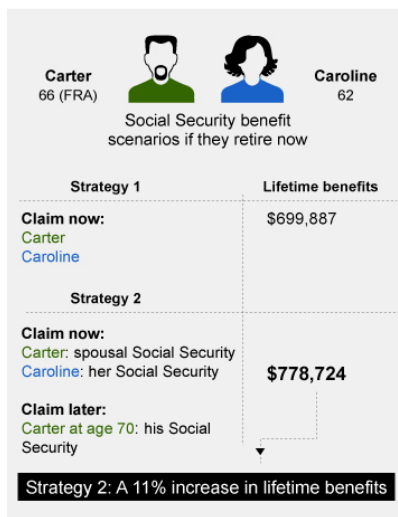 Carter
66 (FRA)
Caroline
62
Social Security benefit
scenarios if they retire now
Strategy 1
Lifetime benefits
Claim now:
Carter
Caroline
$699,887
Strategy 2
Claim now:
Carter: spousal Social Security
Caroline: her Social Security
$778,724
Claim later:
Carter at age 70: his Social
Security
Strategy 2: A 11% increase in lifetime benefits